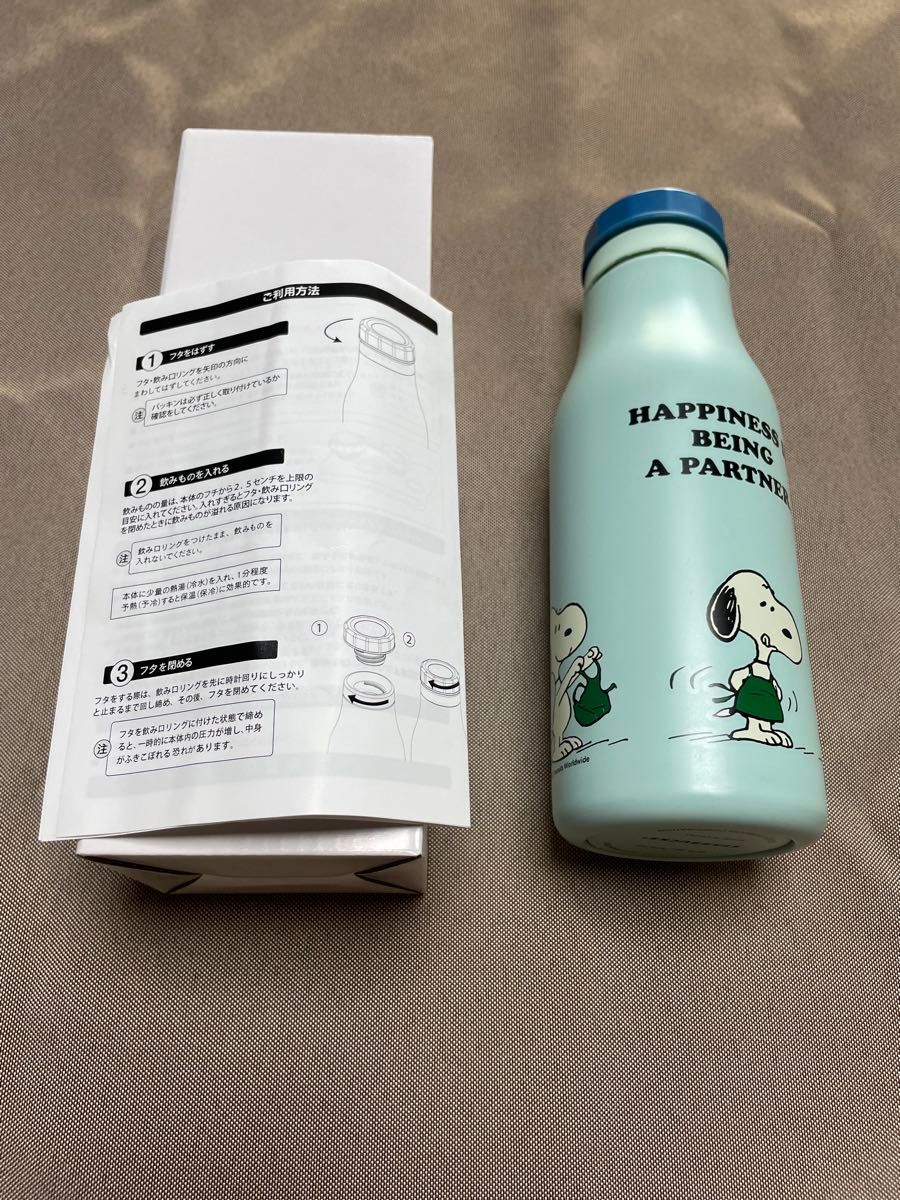 ご利用方法
1 フタをはずす
フタ・飲み口リングを矢印の方向に
まわしてはずしてください。
注 パッキンは必ず正しく取り付けているか
確認をしてください。
2 飲みものを入れる
飲みものの量は、本体のフチから2.5センチを上限の
目安に入れてください。入れすぎるとフタ・飲み口リング
を閉めたときに飲みものが溢れる原因になります。
注 飲み口リングをつけたまま、飲みものを
入れないでください。
本体に少量の熱湯(冷水)を入れ、1分程度
予熱(予冷)すると保温(保冷)に効果的です。
① ②
3 フタを閉める
フタをする際は、飲み口リングを先に時計回りにしっかり
と止まるまで回し締め、その後、フタを閉めてください。
注 フタを飲み口リングに付けた状態で締め
ると、一時的に本体内の圧力が増し、中身
がふきこぼれる恐れがあります。
HAPPINESS
BEING
A PARTNER
Worldwide